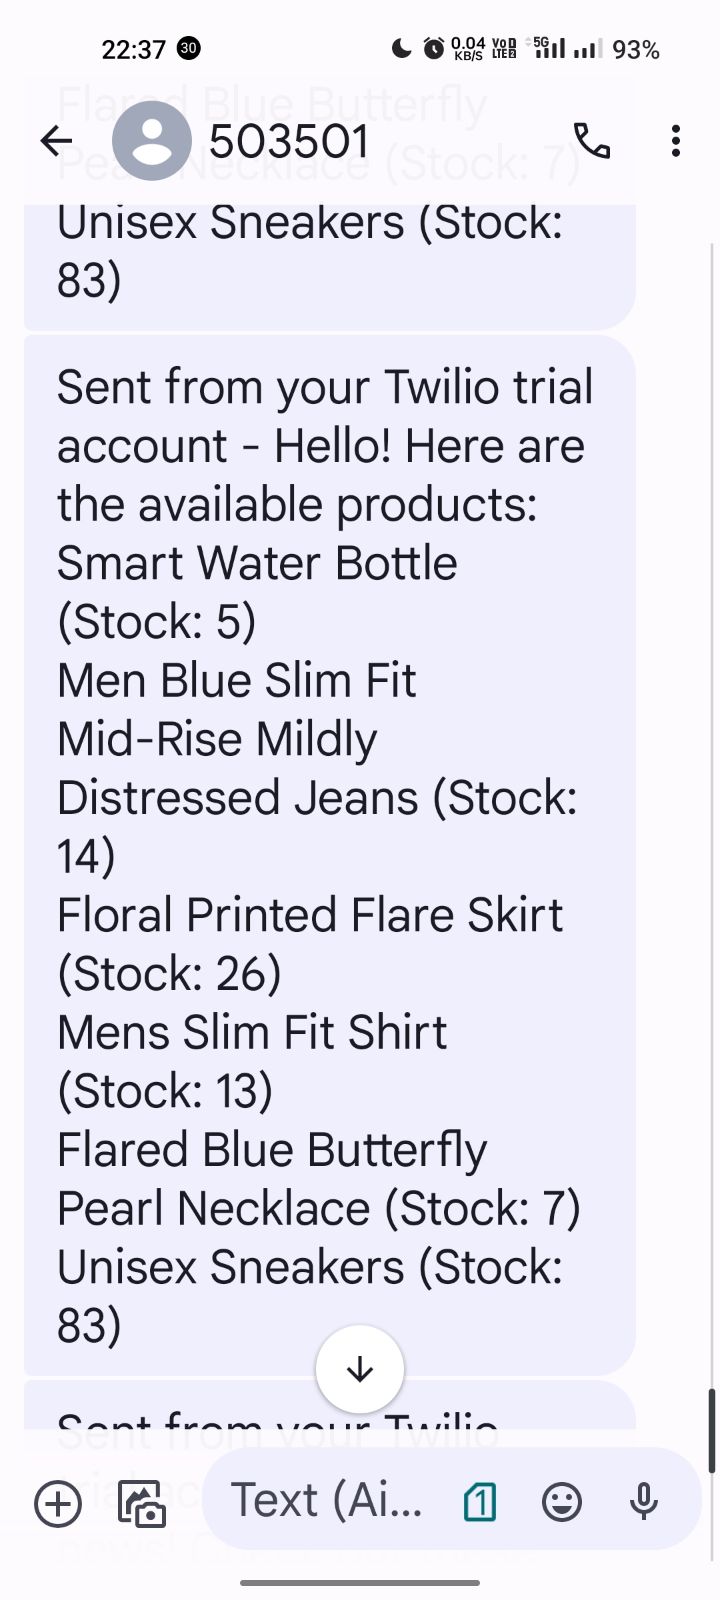 22:37 30 0.04 KB/S VoD LTE2 5G 93%
Flared Blue Butterfly
503501
Pearl Necklace (Stock: 7)
Unisex Sneakers (Stock:
83)
Sent from your Twilio trial
account - Hello! Here are
the available products:
Smart Water Bottle
(Stock: 5)
Men Blue Slim Fit
Mid-Rise Mildly
Distressed Jeans (Stock:
14)
Floral Printed Flare Skirt
(Stock: 26)
Mens Slim Fit Shirt
(Stock: 13)
Flared Blue Butterfly
Pearl Necklace (Stock: 7)
Unisex Sneakers (Stock:
83)
Sent from your Twilio
Text (Ai... 1